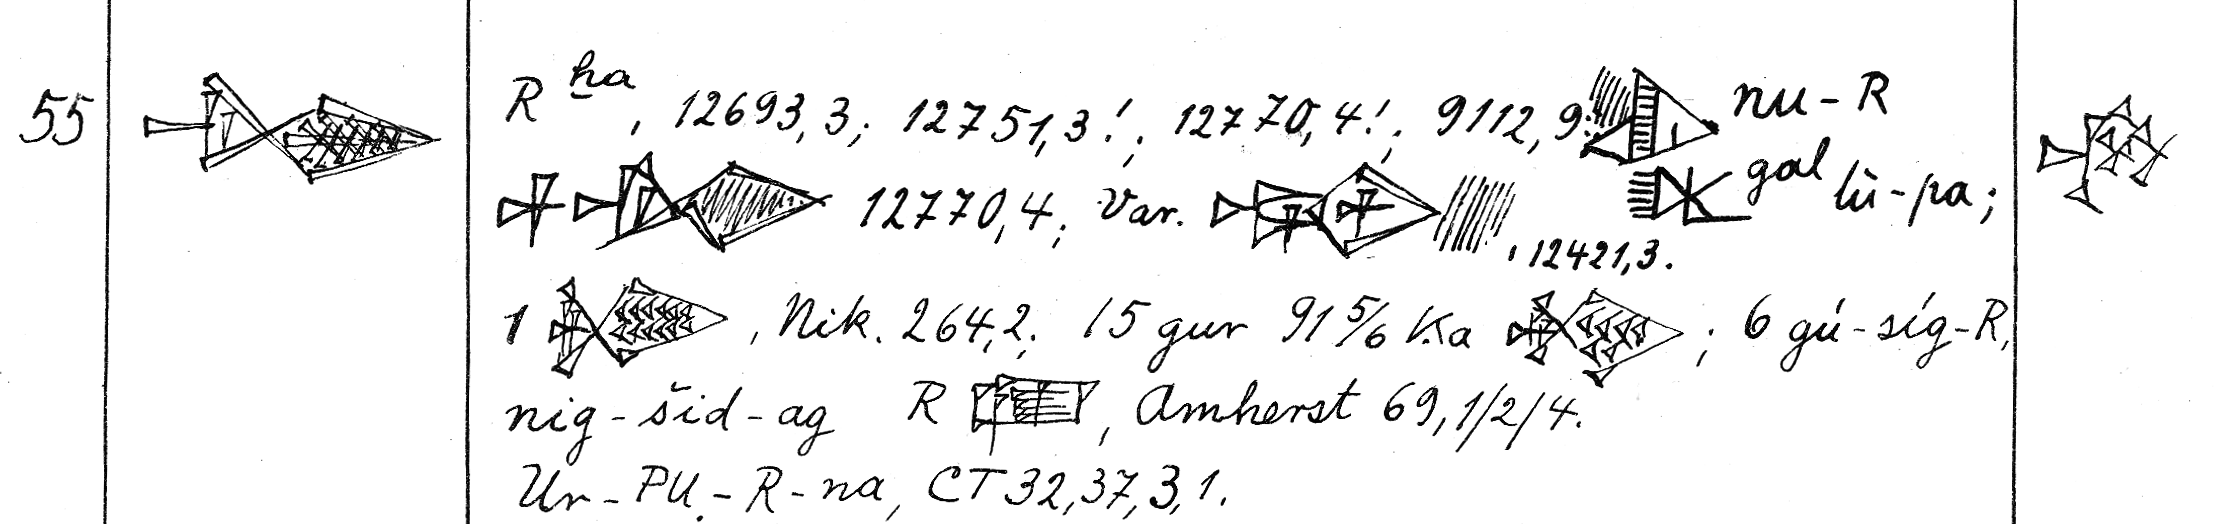 55 R ḫa, 12693,3; 12751,3!; 12770,4!; 9112,9: nu-R
12770,4; Var. gal lù-pa;
, 12421,3.
1 , Nik. 264,2; 15 gur 91 5/6 Ka ; 6 gú-síg-R,
nig-šid-ag R , Amherst 69,1/2/4.
Ur-PU.-R-na, CT 32,37,3,1.